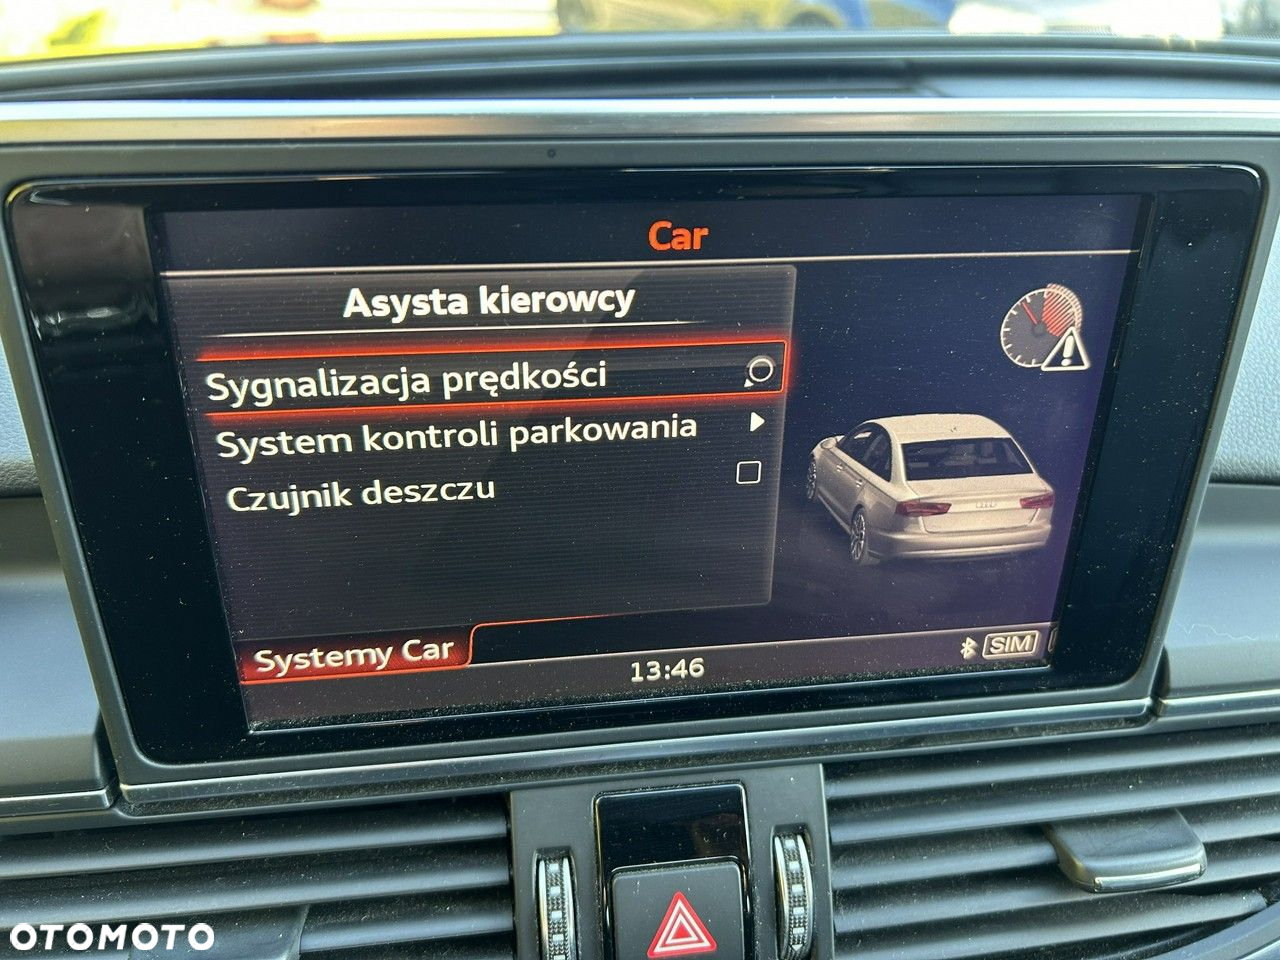 Car
Asysta kierowcy
Sygnalizacja prędkości
System kontroli parkowania
Czujnik deszczu
Systemy Car
13:46
SIM
OTOMOTO